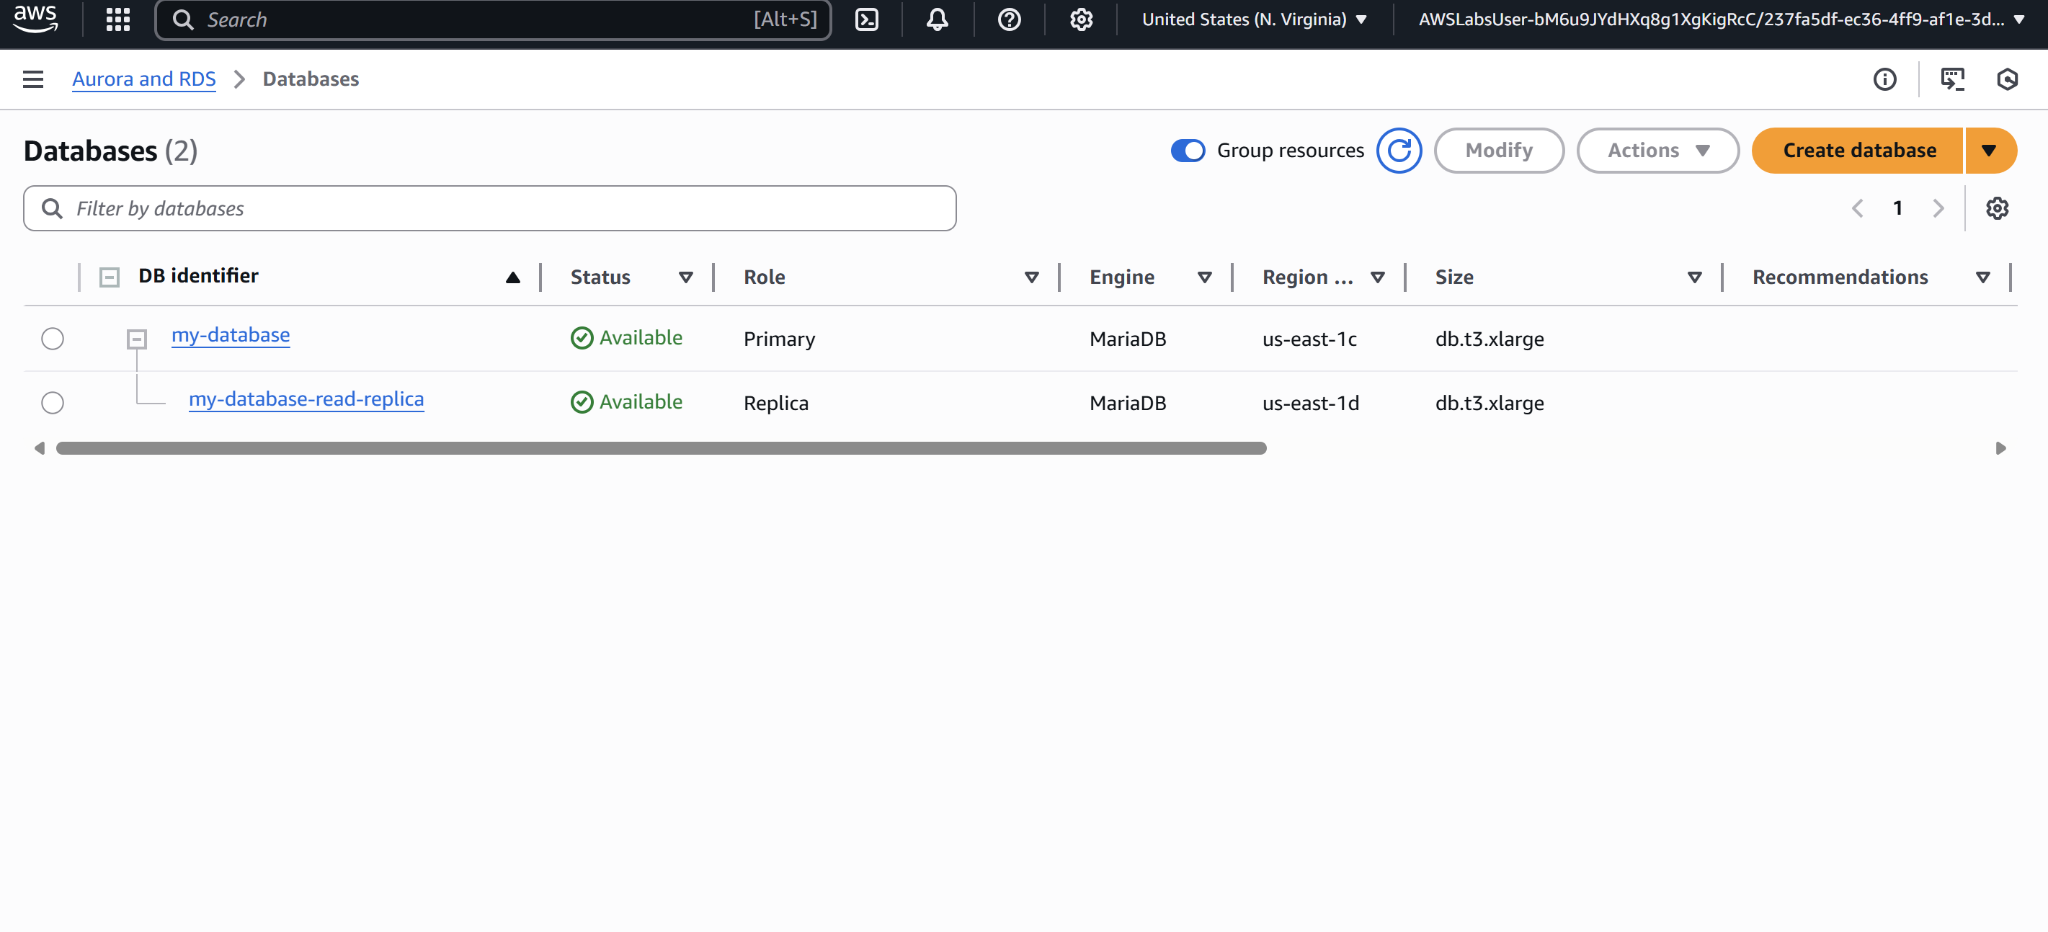 aws Search [Alt+S] United States (N. Virginia) AWSLabsUser-bM6u9JYdHXq8g1XgKigRcC/237fa5df-ec36-4ff9-af1e-3d...
Aurora and RDS Databases
Databases (2) Group resources Modify Actions Create database
Filter by databases 1
DB identifier Status Role Engine Region ... Size Recommendations
my-database Available Primary MariaDB us-east-1c db.t3.xlarge
my-database-read-replica Available Replica MariaDB us-east-1d db.t3.xlarge